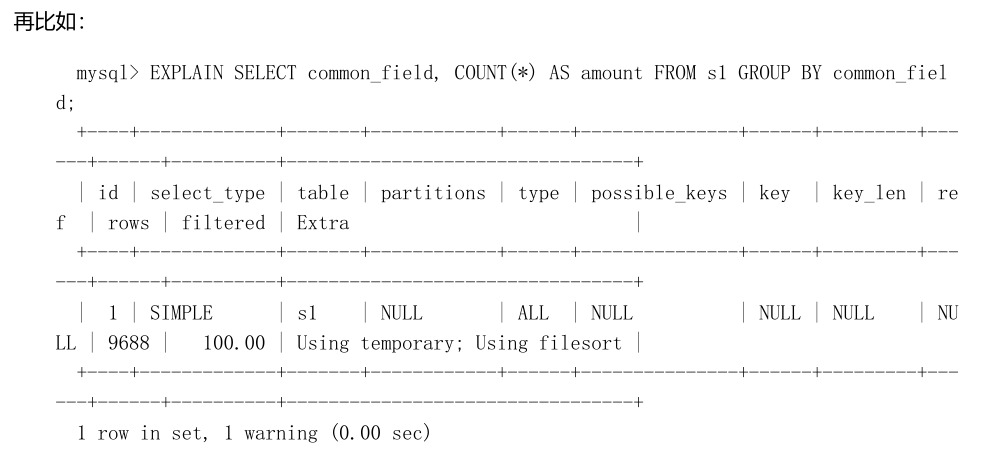 再比如：
mysql> EXPLAIN SELECT common_field, COUNT(*) AS amount FROM s1 GROUP BY common_fiel
d;
+----+-------------+-------+------------+------+---------------+------+---------+---
---+------+----------+---------------------------------+
| id | select_type | table | partitions | type | possible_keys | key  | key_len | re
f  | rows | filtered | Extra                           |
+----+-------------+-------+------------+------+---------------+------+---------+---
---+------+----------+---------------------------------+
|  1 | SIMPLE      | s1    | NULL       | ALL  | NULL          | NULL | NULL    | NU
LL | 9688 |   100.00 | Using temporary; Using filesort |
+----+-------------+-------+------------+------+---------------+------+---------+---
---+------+----------+---------------------------------+
1 row in set, 1 warning (0.00 sec)